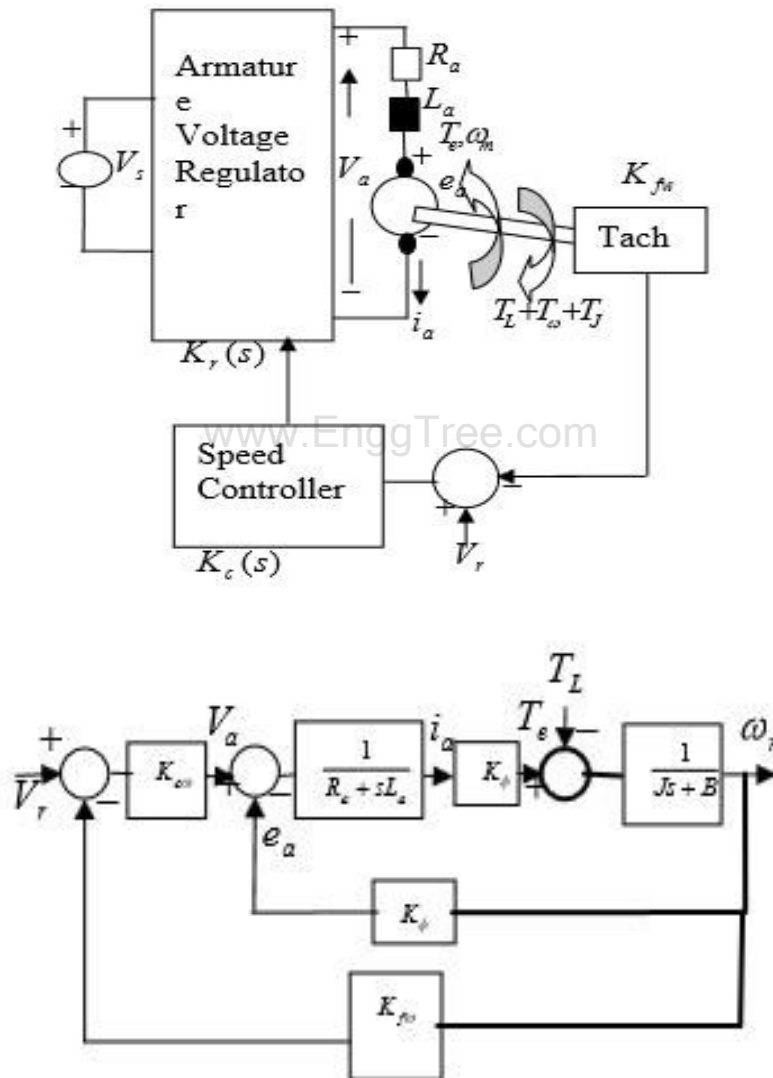 Armatur
e
Voltage
Regulato
r
+
R_a
L_a
T_e, ω_m
+
V_s
V_a
e_a
K_fω
Tach
−
−
−
i_a
T_L + T_ω + T_J
K_r (s)
www.EnggTree.com
Speed
Controller
+
−
V_r
K_c (s)
T_L
V_a
i_a
T_e
−
+
−
V_r
+
−
1
R_a + sL_a
K_φ
+
1
Js + B
e_a
K_φ
K_fω